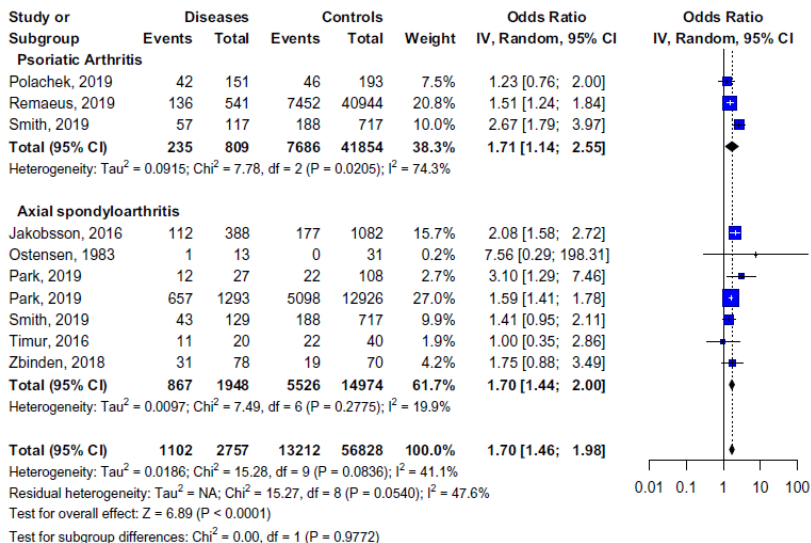 Study or Diseases Controls Odds Ratio Odds Ratio
Subgroup Events Total Events Total Weight IV, Random, 95% CI IV, Random, 95% CI
Psoriatic Arthritis
Polachek, 2019 42 151 46 193 7.5% 1.23 [0.76; 2.00]
Remaeus, 2019 136 541 7452 40944 20.8% 1.51 [1.24; 1.84]
Smith, 2019 57 117 188 717 10.0% 2.67 [1.79; 3.97]
Total (95% CI) 235 809 7686 41854 38.3% 1.71 [1.14; 2.55]
Heterogeneity: Tau² = 0.0915; Chi² = 7.78, df = 2 (P = 0.0205); I² = 74.3%
Axial spondyloarthritis
Jakobsson, 2016 112 388 177 1082 15.7% 2.08 [1.58; 2.72]
Ostensen, 1983 1 13 0 31 0.2% 7.56 [0.29; 198.31]
Park, 2019 12 27 22 108 2.7% 3.10 [1.29; 7.46]
Park, 2019 657 1293 5098 12926 27.0% 1.59 [1.41; 1.78]
Smith, 2019 43 129 188 717 9.9% 1.41 [0.95; 2.11]
Timur, 2016 11 20 22 40 1.9% 1.00 [0.35; 2.86]
Zbinden, 2018 31 78 19 70 4.2% 1.75 [0.88; 3.49]
Total (95% CI) 867 1948 5526 14974 61.7% 1.70 [1.44; 2.00]
Heterogeneity: Tau² = 0.0097; Chi² = 7.49, df = 6 (P = 0.2775); I² = 19.9%
Total (95% CI) 1102 2757 13212 56828 100.0% 1.70 [1.46; 1.98]
Heterogeneity: Tau² = 0.0186; Chi² = 15.28, df = 9 (P = 0.0836); I² = 41.1%
Residual heterogeneity: Tau² = NA; Chi² = 15.27, df = 8 (P = 0.0540); I² = 47.6%
0.01 0.1 1 10 100
Test for overall effect: Z = 6.89 (P < 0.0001)
Test for subgroup differences: Chi² = 0.00, df = 1 (P = 0.9772)